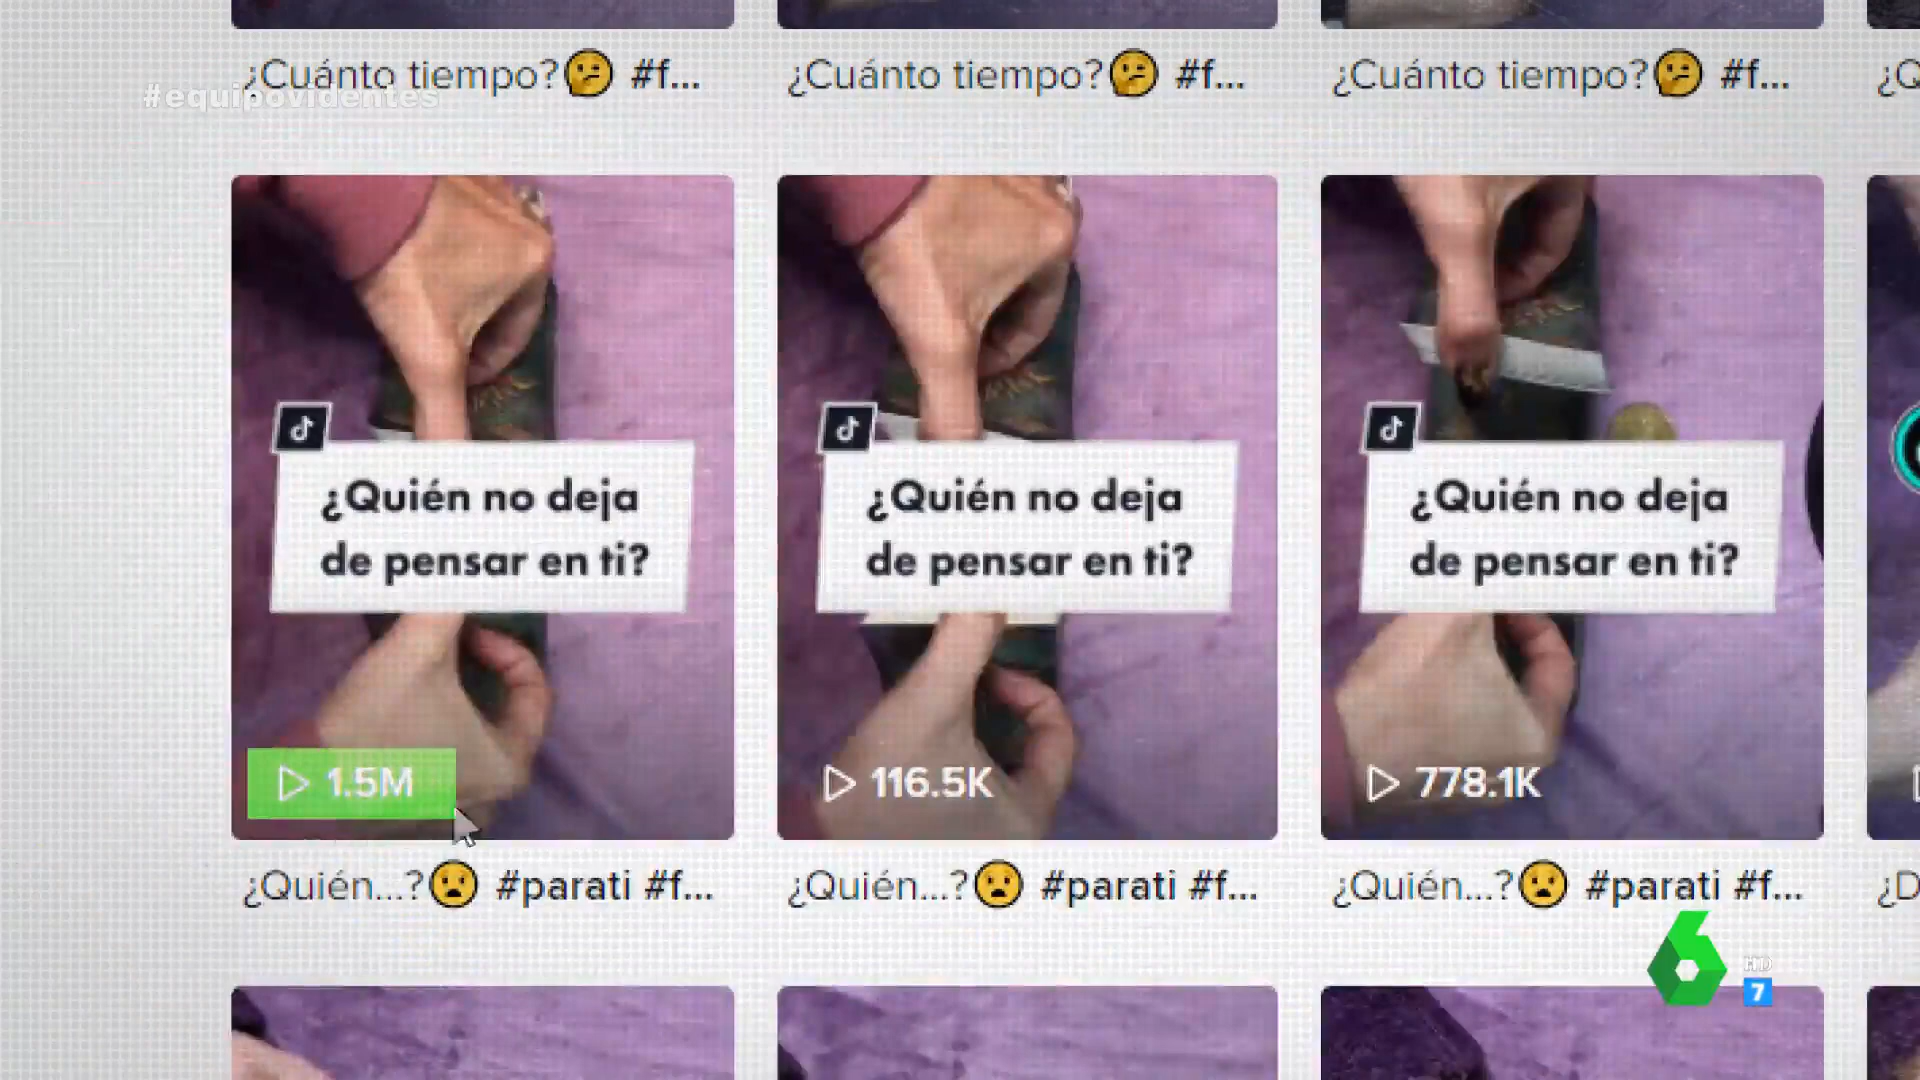 ¿Cuánto tiempo?🤔 #f...
¿Cuánto tiempo?🤔 #f...
¿Cuánto tiempo?🤔 #f...
¿Q
#equipovidentes
¿Quién no deja
de pensar en ti?
1.5M
¿Quién no deja
de pensar en ti?
116.5K
¿Quién no deja
de pensar en ti?
778.1K
¿Quién...?😧 #parati #f...
¿Quién...?😧 #parati #f...
¿Quién...?😧 #parati #f...
¿D
6
HD
7